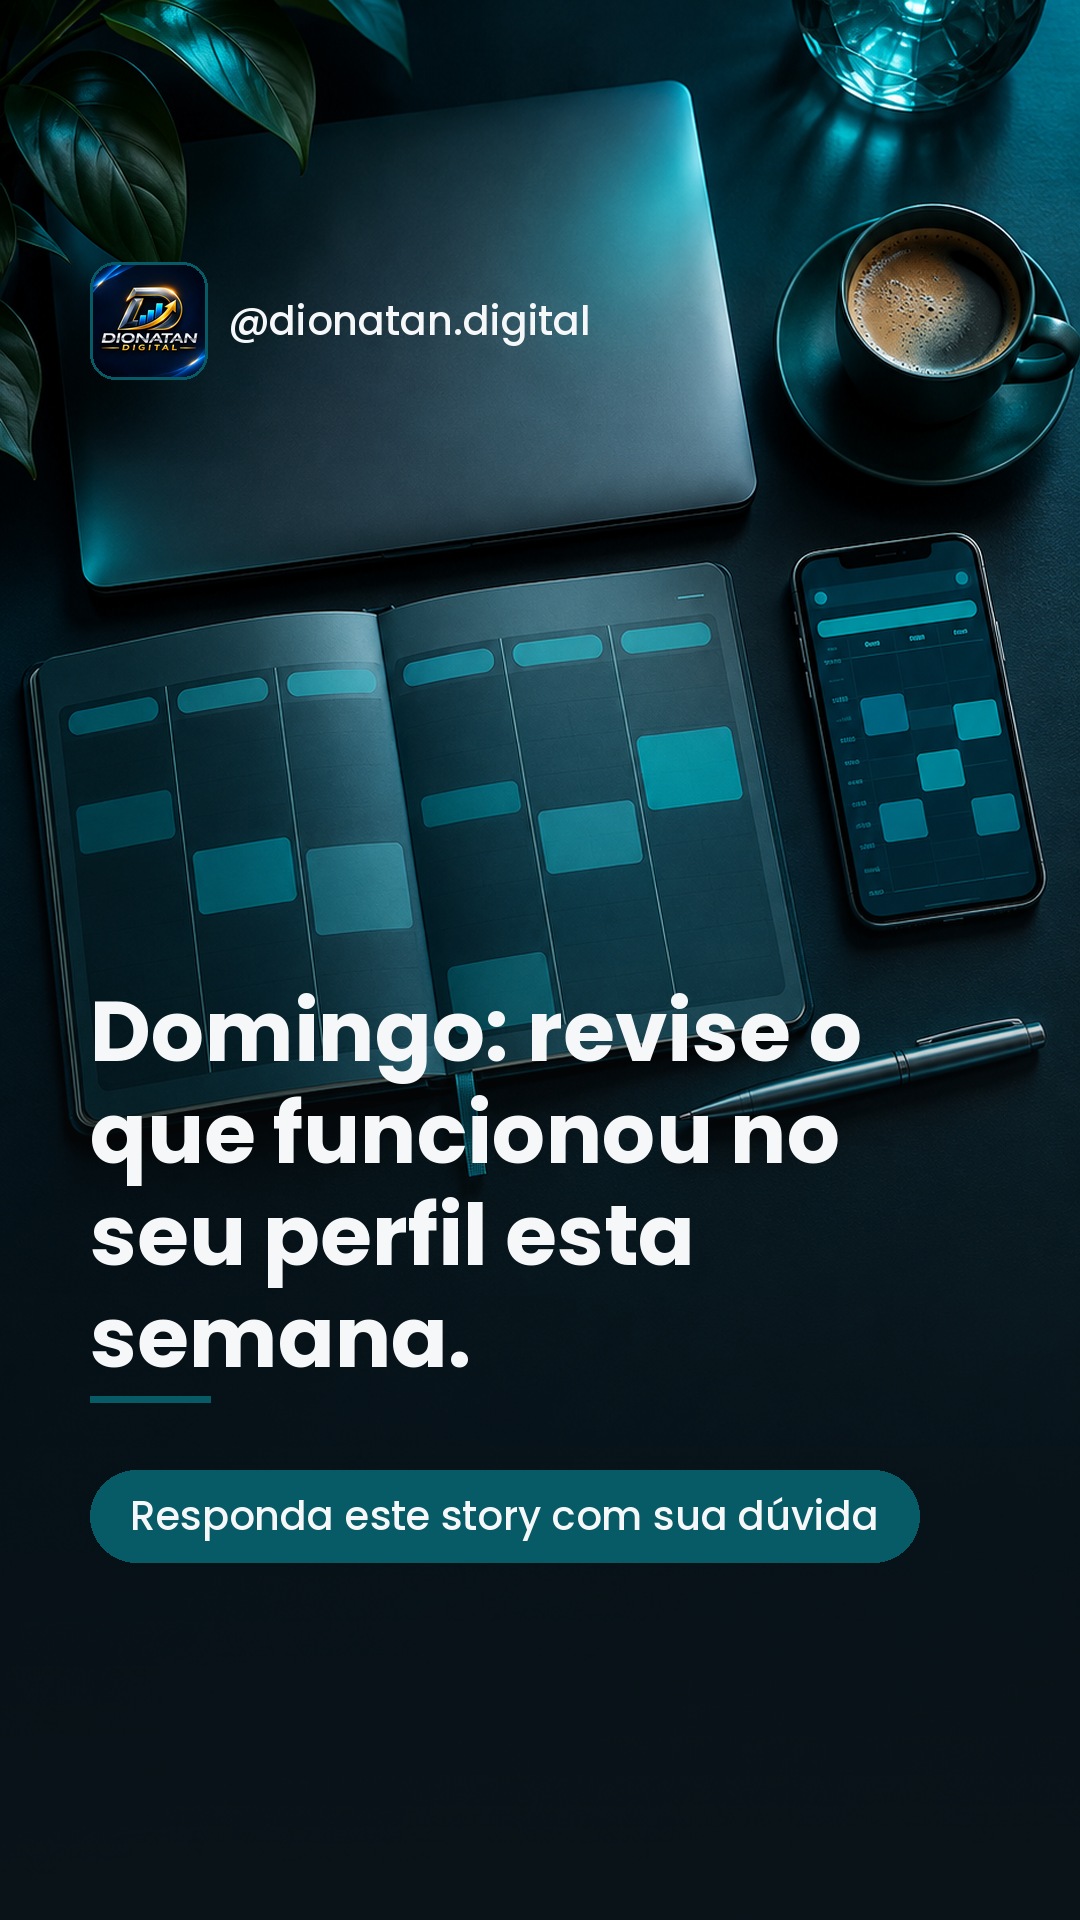 DIONATAN
DIGITAL
@dionatan.digital
Domingo: revise o
que funcionou no
seu perfil esta
semana.
Responda este story com sua dúvida